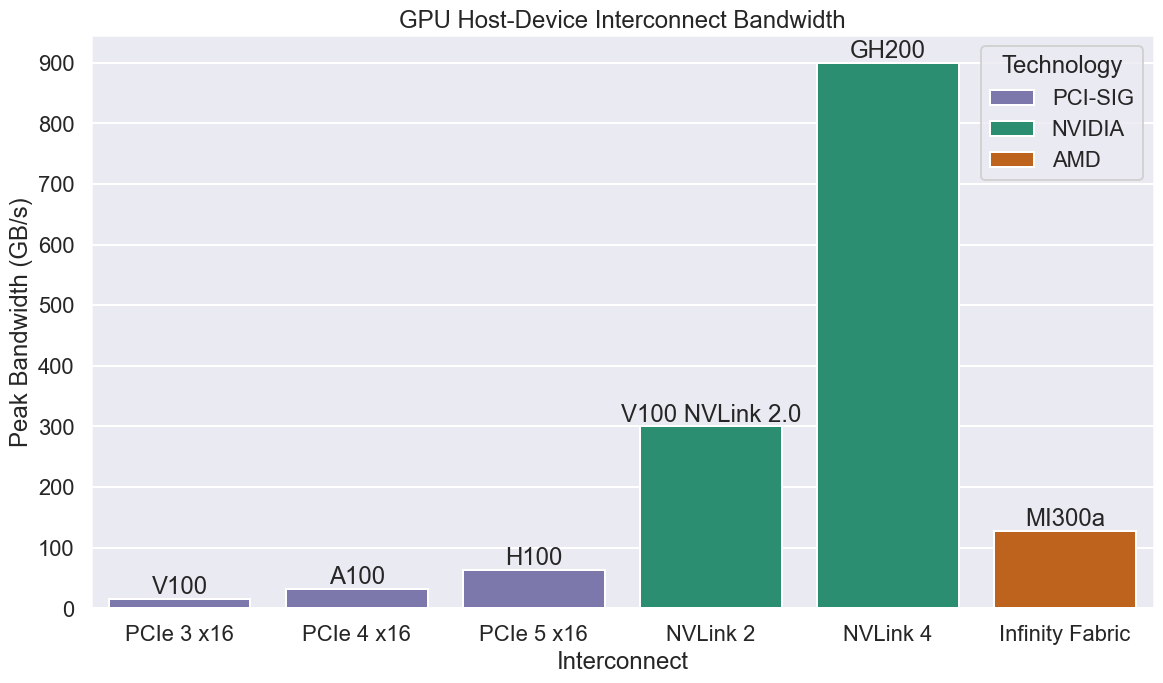 GPU Host-Device Interconnect Bandwidth
Peak Bandwidth (GB/s)
900
800
700
600
500
400
300
200
100
0
V100
A100
H100
V100 NVLink 2.0
GH200
MI300a
Technology
PCI-SIG
NVIDIA
AMD
PCIe 3 x16
PCIe 4 x16
PCIe 5 x16
NVLink 2
NVLink 4
Infinity Fabric
Interconnect